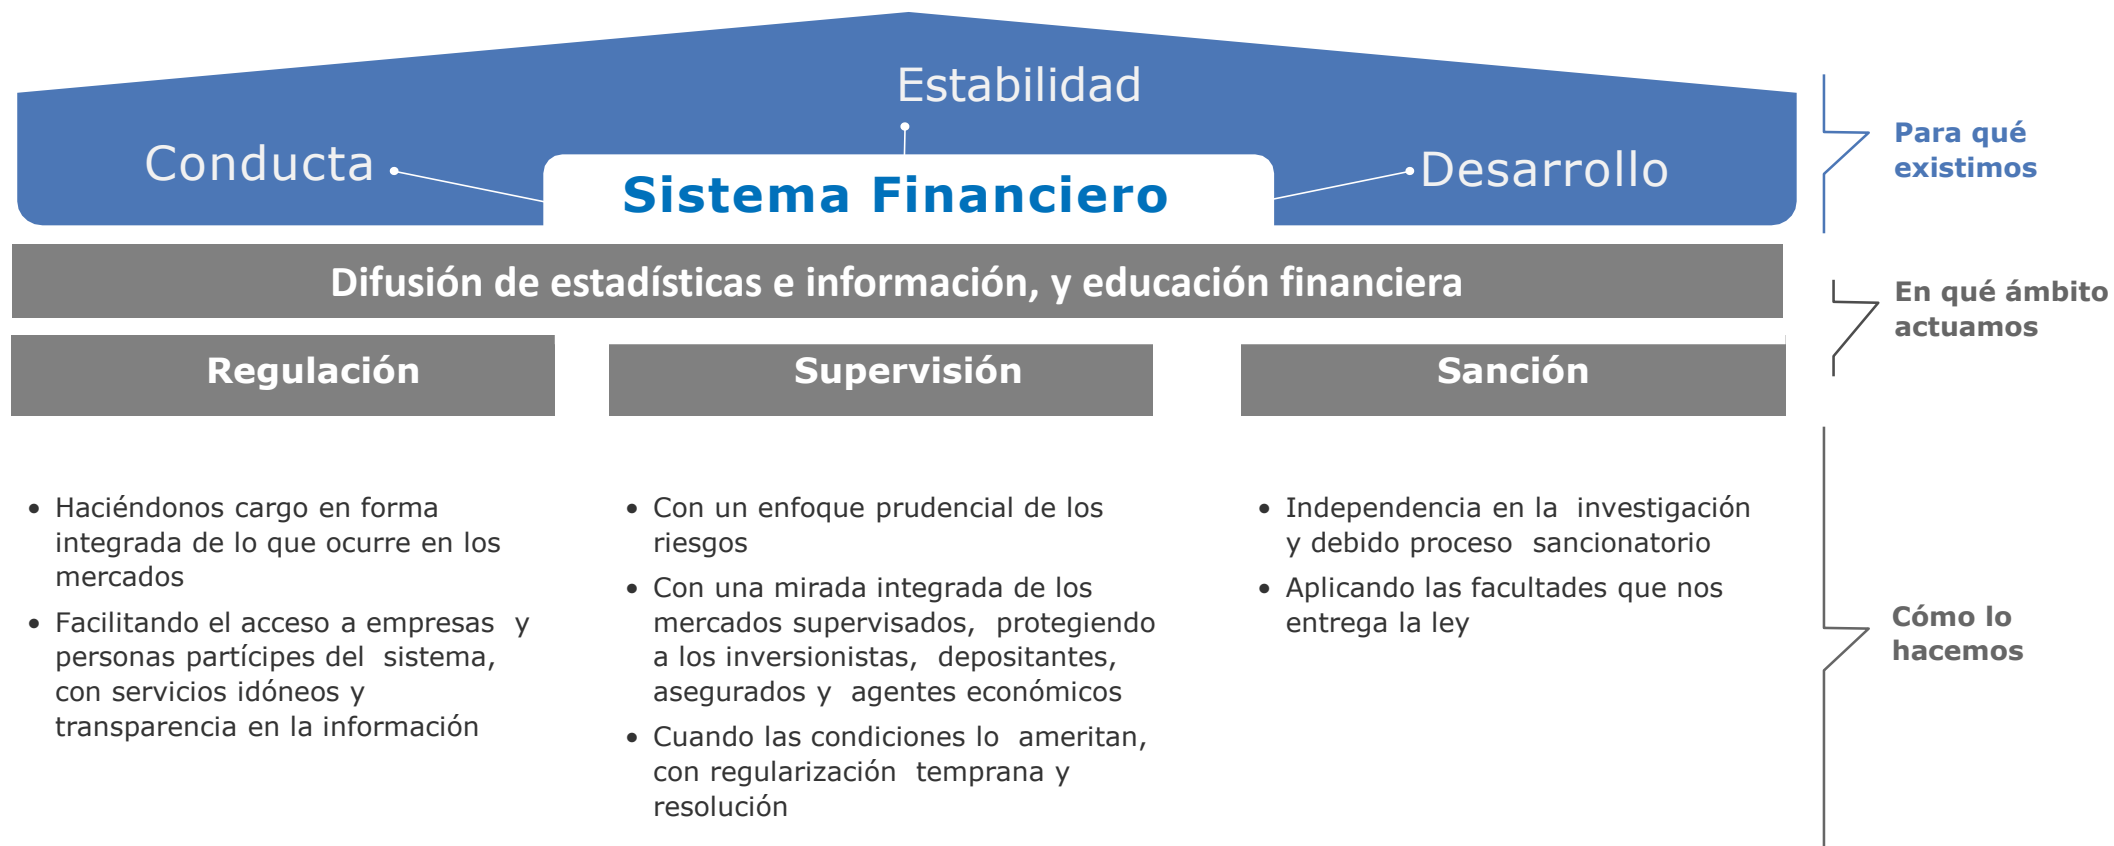 Estabilidad
Conducta
Desarrollo
Sistema Financiero
Para qué
existimos
Difusión de estadísticas e información, y educación financiera
En qué ámbito
actuamos
Regulación
Supervisión
Sanción
• Haciéndonos cargo en forma
integrada de lo que ocurre en los
mercados
• Facilitando el acceso a empresas y
personas partícipes del sistema,
con servicios idóneos y
transparencia en la información
• Con un enfoque prudencial de los
riesgos
• Con una mirada integrada de los
mercados supervisados, protegiendo
a los inversionistas, depositantes,
asegurados y agentes económicos
• Cuando las condiciones lo ameritan,
con regularización temprana y
resolución
• Independencia en la investigación
y debido proceso sancionatorio
• Aplicando las facultades que nos
entrega la ley
Cómo lo
hacemos